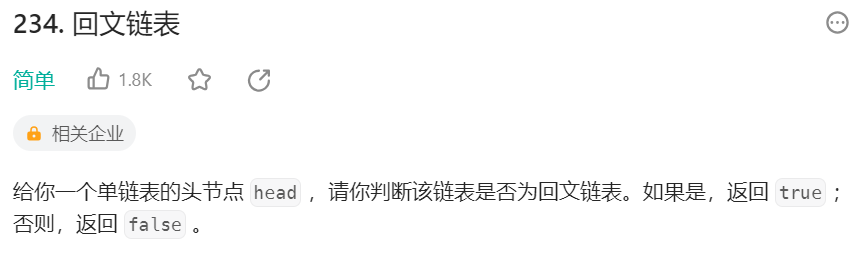 234. 回文链表
简单 1.8K
相关企业
给你一个单链表的头节点 head ，请你判断该链表是否为回文链表。如果是，返回 true ；
否则，返回 false 。